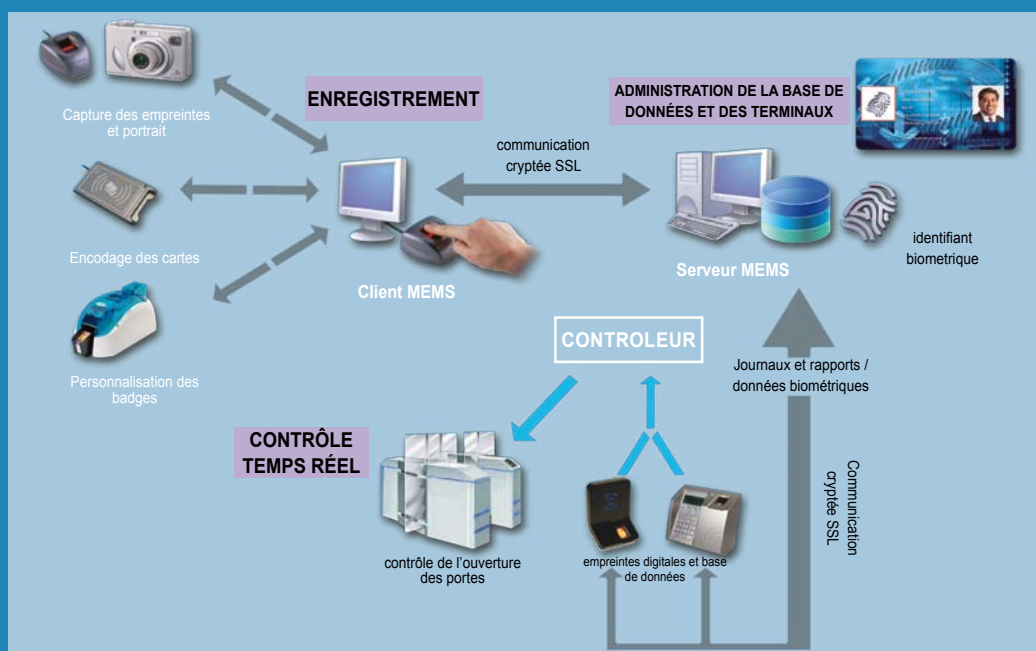 Capture des empreintes
et portrait
ENREGISTREMENT
ADMINISTRATION DE LA BASE DE
DONNÉES ET DES TERMINAUX
communication
cryptée SSL
Encodage des cartes
Client MEMS
Serveur MEMS
identifiant
biometrique
Personnalisation des
badges
CONTROLEUR
Journaux et rapports /
données biométriques
CONTRÔLE
TEMPS RÉEL
contrôle de l'ouverture
des portes
empreintes digitales et base
de données
Communication
cryptée SSL